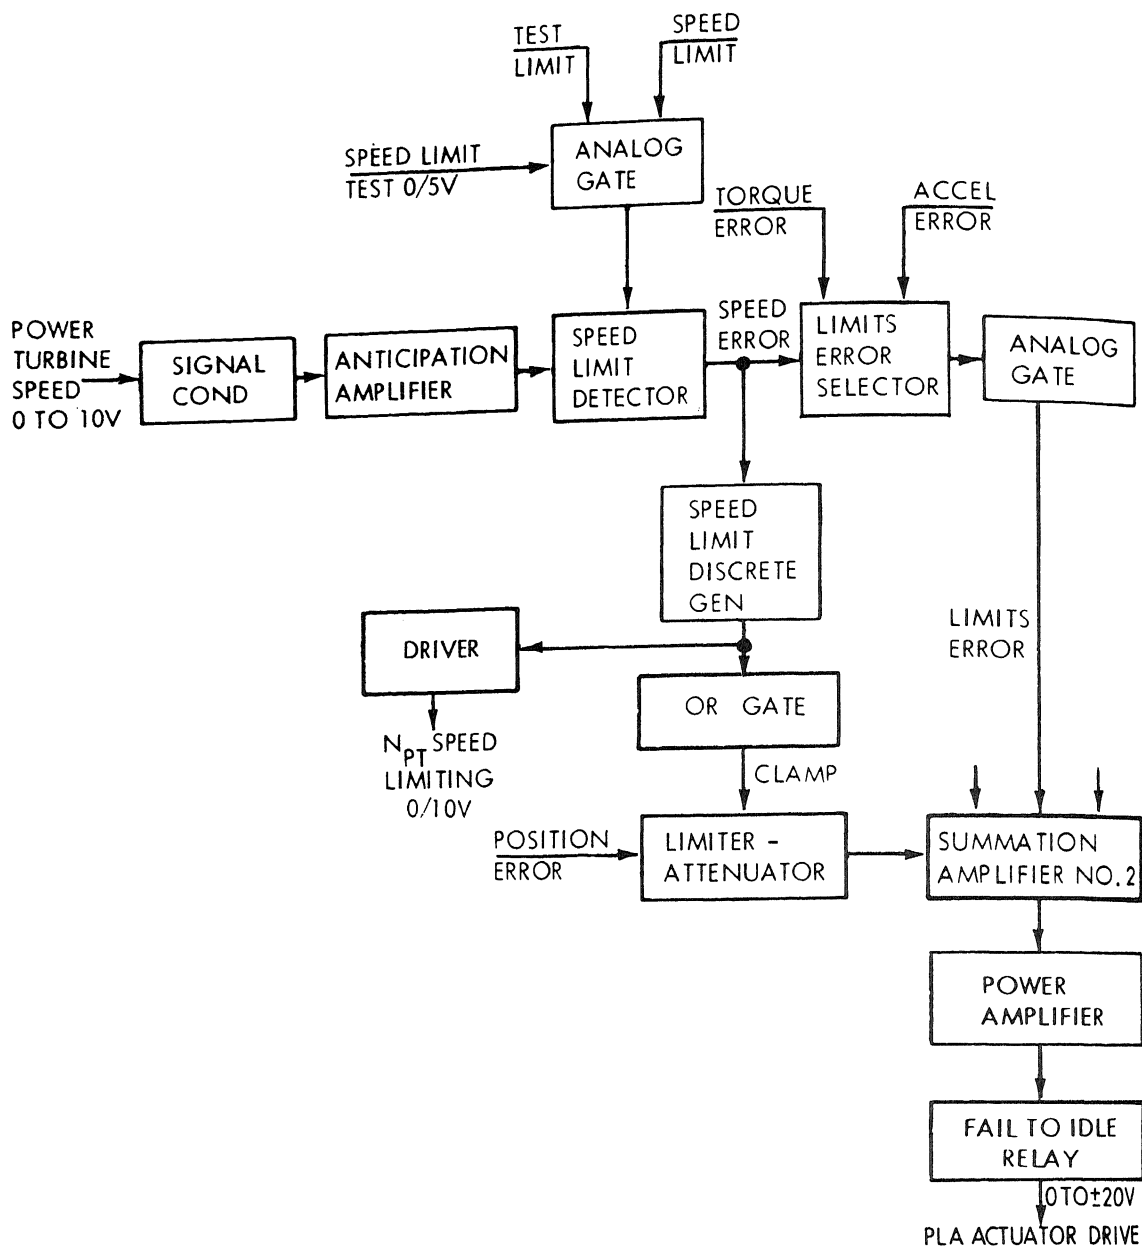 TEST
LIMIT
SPEED
LIMIT
SPEED LIMIT
TEST 0/5V
ANALOG
GATE
TORQUE
ERROR
ACCEL
ERROR
POWER
TURBINE
SPEED
0 TO 10V
SIGNAL
COND
ANTICIPATION
AMPLIFIER
SPEED
LIMIT
DETECTOR
SPEED
ERROR
LIMITS
ERROR
SELECTOR
ANALOG
GATE
SPEED
LIMIT
DISCRETE
GEN
LIMITS
ERROR
DRIVER
OR GATE
NPT SPEED
LIMITING
0/10V
CLAMP
POSITION
ERROR
LIMITER -
ATTENUATOR
SUMMATION
AMPLIFIER NO.2
POWER
AMPLIFIER
FAIL TO IDLE
RELAY
0 TO±20V
PLA ACTUATOR DRIVE